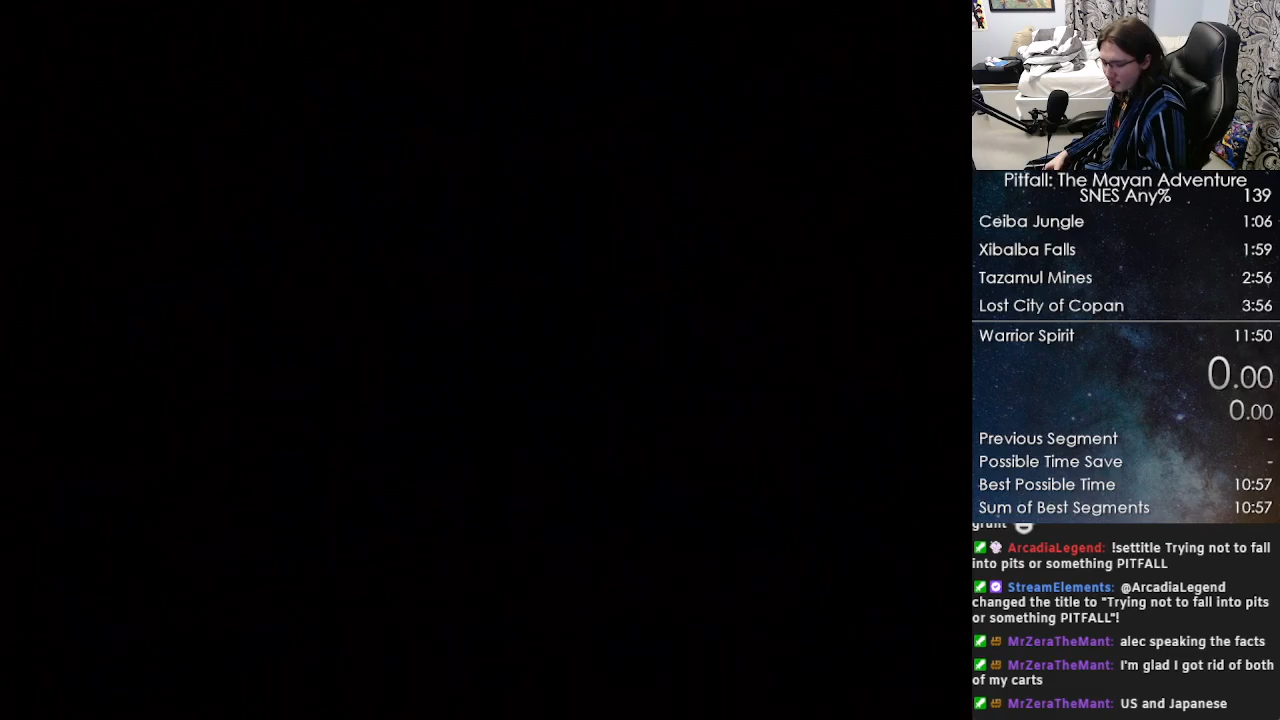 Pitfall: The Mayan Adventure
SNES Any% 139
Ceiba Jungle 1:06
Xibalba Falls 1:59
Tazamul Mines 2:56
Lost City of Copan 3:56
Warrior Spirit 11:50
0.00
0.00
Previous Segment -
Possible Time Save -
Best Possible Time 10:57
Sum of Best Segments 10:57
grunt
ArcadiaLegend: !settitle Trying not to fall
into pits or something PITFALL
StreamElements: @ArcadiaLegend
changed the title to "Trying not to fall into pits
or something PITFALL"!
MrZeraTheMant: alec speaking the facts
MrZeraTheMant: I'm glad I got rid of both
of my carts
MrZeraTheMant: US and Japanese